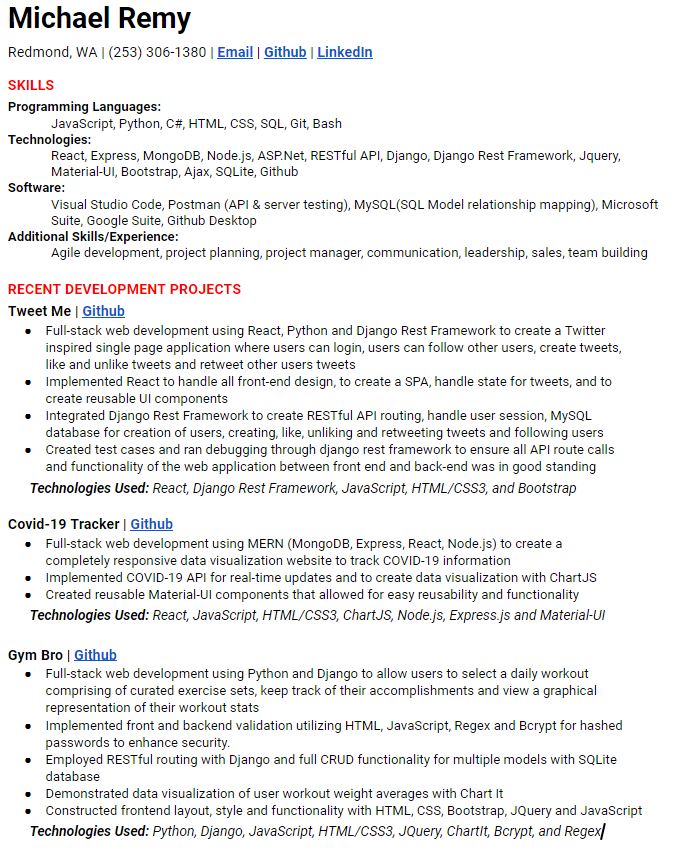 Michael Remy
Redmond, WA | (253) 306-1380 | Email | Github | LinkedIn
SKILLS
Programming Languages:
JavaScript, Python, C#, HTML, CSS, SQL, Git, Bash
Technologies:
React, Express, MongoDB, Node.js, ASP.Net, RESTful API, Django, Django Rest Framework, Jquery,
Material-UI, Bootstrap, Ajax, SQLite, Github
Software:
Visual Studio Code, Postman (API & server testing), MySQL(SQL Model relationship mapping), Microsoft
Suite, Google Suite, Github Desktop
Additional Skills/Experience:
Agile development, project planning, project manager, communication, leadership, sales, team building
RECENT DEVELOPMENT PROJECTS
Tweet Me | Github
● Full-stack web development using React, Python and Django Rest Framework to create a Twitter
inspired single page application where users can login, users can follow other users, create tweets,
like and unlike tweets and retweet other users tweets
● Implemented React to handle all front-end design, to create a SPA, handle state for tweets, and to
create reusable UI components
● Integrated Django Rest Framework to create RESTful API routing, handle user session, MySQL
database for creation of users, creating, like, unliking and retweeting tweets and following users
● Created test cases and ran debugging through django rest framework to ensure all API route calls
and functionality of the web application between front end and back-end was in good standing
Technologies Used: React, Django Rest Framework, JavaScript, HTML/CSS3, and Bootstrap
Covid-19 Tracker | Github
● Full-stack web development using MERN (MongoDB, Express, React, Node.js) to create a
completely responsive data visualization website to track COVID-19 information
● Implemented COVID-19 API for real-time updates and to create data visualization with ChartJS
● Created reusable Material-UI components that allowed for easy reusability and functionality
Technologies Used: React, JavaScript, HTML/CSS3, ChartJS, Node.js, Express.js and Material-UI
Gym Bro | Github
● Full-stack web development using Python and Django to allow users to select a daily workout
comprising of curated exercise sets, keep track of their accomplishments and view a graphical
representation of their workout stats
● Implemented front and backend validation utilizing HTML, JavaScript, Regex and Bcrypt for hashed
passwords to enhance security.
● Employed RESTful routing with Django and full CRUD functionality for multiple models with SQLite
database
● Demonstrated data visualization of user workout weight averages with Chart It
● Constructed frontend layout, style and functionality with HTML, CSS, Bootstrap, JQuery and JavaScript
Technologies Used: Python, Django, JavaScript, HTML/CSS3, JQuery, ChartIt, Bcrypt, and Regex